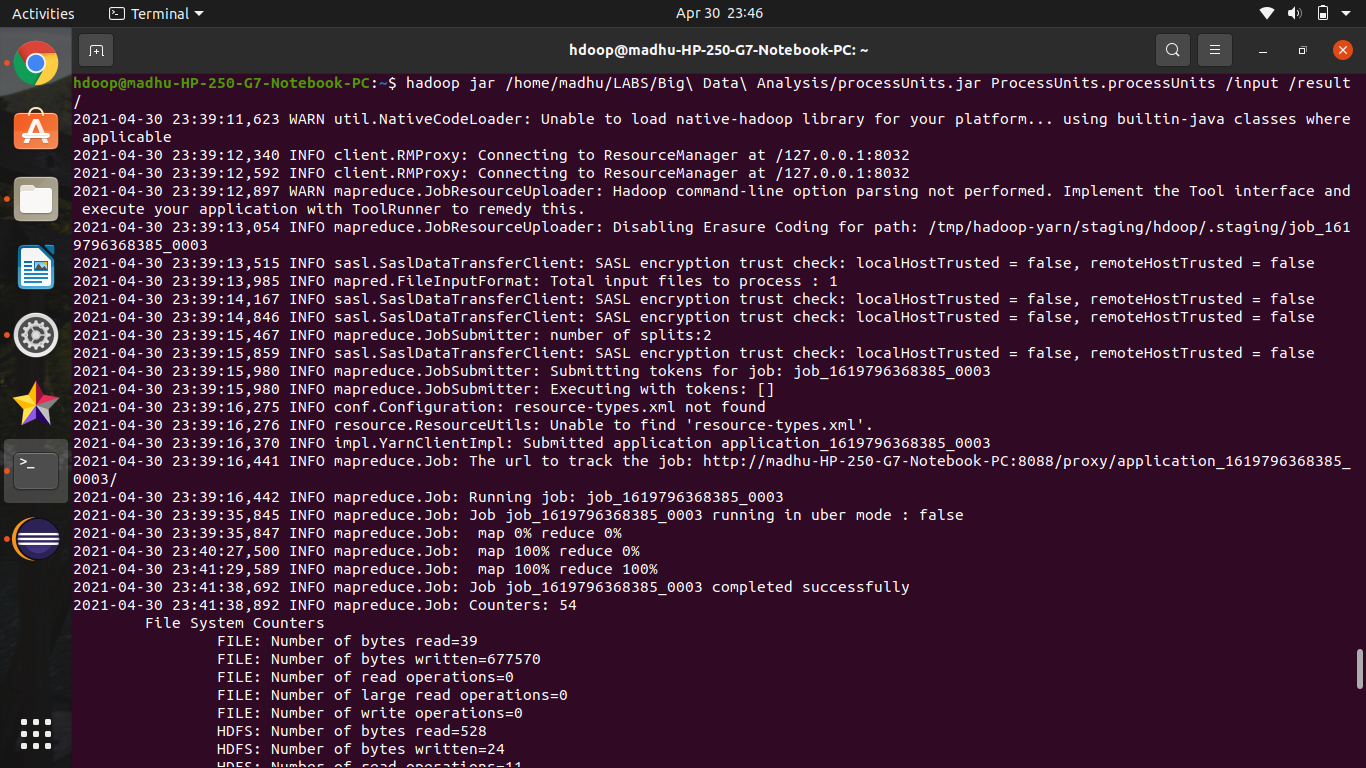 Activities
Terminal
Apr 30 23:46
hdoop@madhu-HP-250-G7-Notebook-PC: ~
hdoop@madhu-HP-250-G7-Notebook-PC:~$ hadoop jar /home/madhu/LABS/Big\ Data\ Analysis/processUnits.jar ProcessUnits.processUnits /input /result
/
2021-04-30 23:39:11,623 WARN util.NativeCodeLoader: Unable to load native-hadoop library for your platform... using builtin-java classes where
applicable
2021-04-30 23:39:12,340 INFO client.RMProxy: Connecting to ResourceManager at /127.0.0.1:8032
2021-04-30 23:39:12,592 INFO client.RMProxy: Connecting to ResourceManager at /127.0.0.1:8032
2021-04-30 23:39:12,897 WARN mapreduce.JobResourceUploader: Hadoop command-line option parsing not performed. Implement the Tool interface and
execute your application with ToolRunner to remedy this.
2021-04-30 23:39:13,054 INFO mapreduce.JobResourceUploader: Disabling Erasure Coding for path: /tmp/hadoop-yarn/staging/hdoop/.staging/job_161
9796368385_0003
2021-04-30 23:39:13,515 INFO sasl.SaslDataTransferClient: SASL encryption trust check: localHostTrusted = false, remoteHostTrusted = false
2021-04-30 23:39:13,985 INFO mapred.FileInputFormat: Total input files to process : 1
2021-04-30 23:39:14,167 INFO sasl.SaslDataTransferClient: SASL encryption trust check: localHostTrusted = false, remoteHostTrusted = false
2021-04-30 23:39:14,846 INFO sasl.SaslDataTransferClient: SASL encryption trust check: localHostTrusted = false, remoteHostTrusted = false
2021-04-30 23:39:15,467 INFO mapreduce.JobSubmitter: number of splits:2
2021-04-30 23:39:15,859 INFO sasl.SaslDataTransferClient: SASL encryption trust check: localHostTrusted = false, remoteHostTrusted = false
2021-04-30 23:39:15,980 INFO mapreduce.JobSubmitter: Submitting tokens for job: job_1619796368385_0003
2021-04-30 23:39:15,980 INFO mapreduce.JobSubmitter: Executing with tokens: []
2021-04-30 23:39:16,275 INFO conf.Configuration: resource-types.xml not found
2021-04-30 23:39:16,276 INFO resource.ResourceUtils: Unable to find 'resource-types.xml'.
2021-04-30 23:39:16,370 INFO impl.YarnClientImpl: Submitted application application_1619796368385_0003
2021-04-30 23:39:16,441 INFO mapreduce.Job: The url to track the job: http://madhu-HP-250-G7-Notebook-PC:8088/proxy/application_1619796368385_
0003/
2021-04-30 23:39:16,442 INFO mapreduce.Job: Running job: job_1619796368385_0003
2021-04-30 23:39:35,845 INFO mapreduce.Job: Job job_1619796368385_0003 running in uber mode : false
2021-04-30 23:39:35,847 INFO mapreduce.Job:  map 0% reduce 0%
2021-04-30 23:40:27,500 INFO mapreduce.Job:  map 100% reduce 0%
2021-04-30 23:41:29,589 INFO mapreduce.Job:  map 100% reduce 100%
2021-04-30 23:41:38,692 INFO mapreduce.Job: Job job_1619796368385_0003 completed successfully
2021-04-30 23:41:38,892 INFO mapreduce.Job: Counters: 54
File System Counters
FILE: Number of bytes read=39
FILE: Number of bytes written=677570
FILE: Number of read operations=0
FILE: Number of large read operations=0
FILE: Number of write operations=0
HDFS: Number of bytes read=528
HDFS: Number of bytes written=24
HDFS: Number of read operations=11